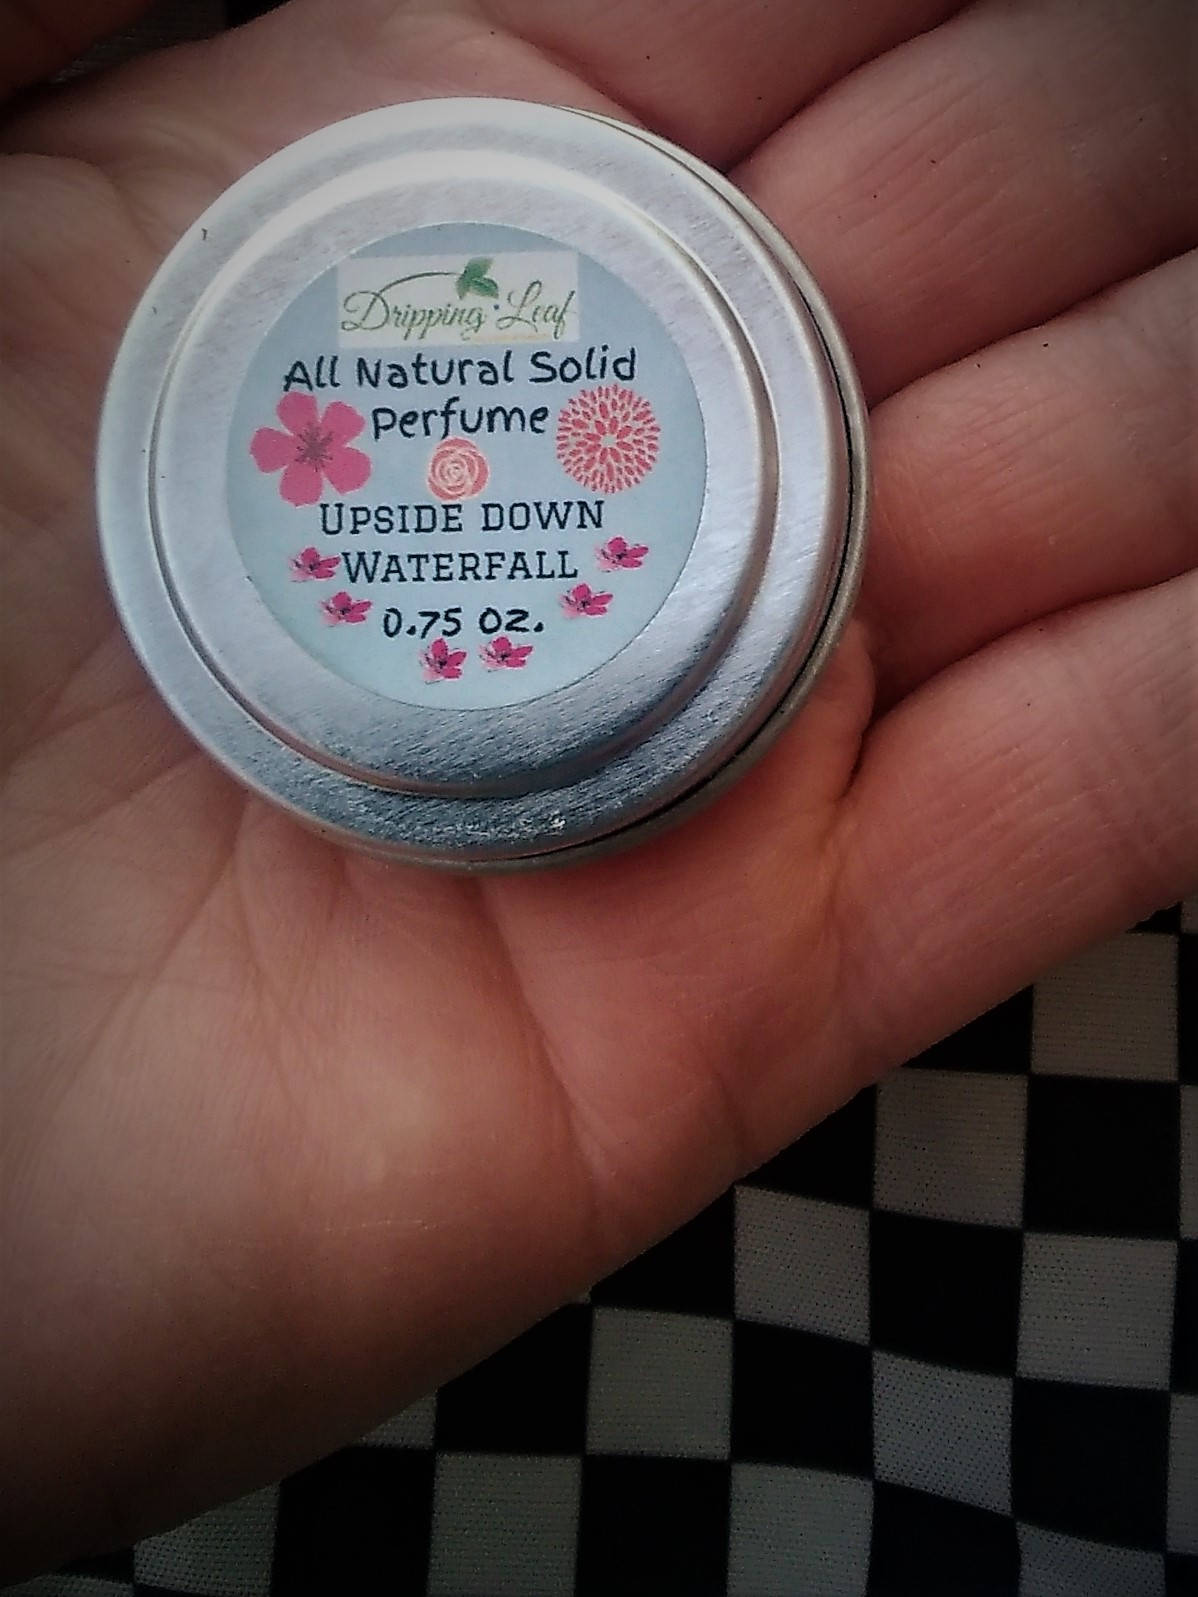 Dripping Leaf
All Natural Solid
Perfume
UPSIDE DOWN
WATERFALL
0.75 OZ.